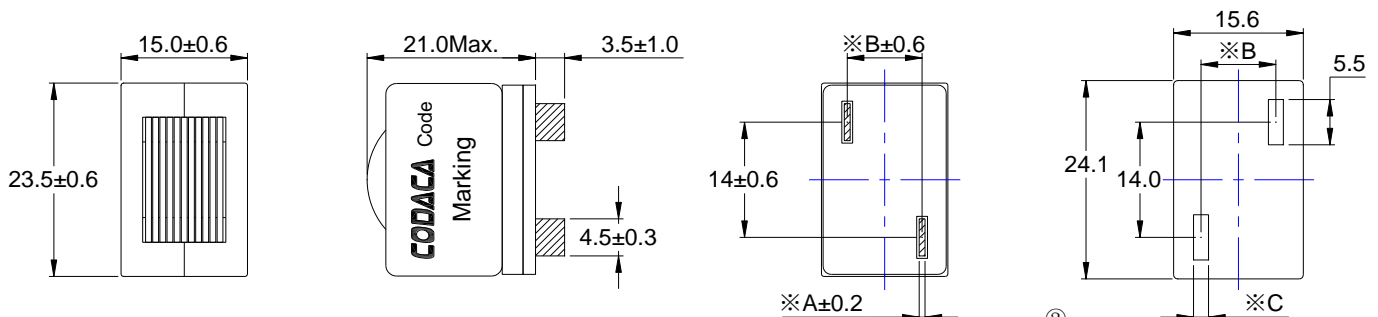 15.0±0.6
21.0Max.
3.5±1.0
※B±0.6
15.6
※B
5.5
23.5±0.6
CODACA Code
Marking
4.5±0.3
14±0.6
24.1
14.0
※A±0.2
※C